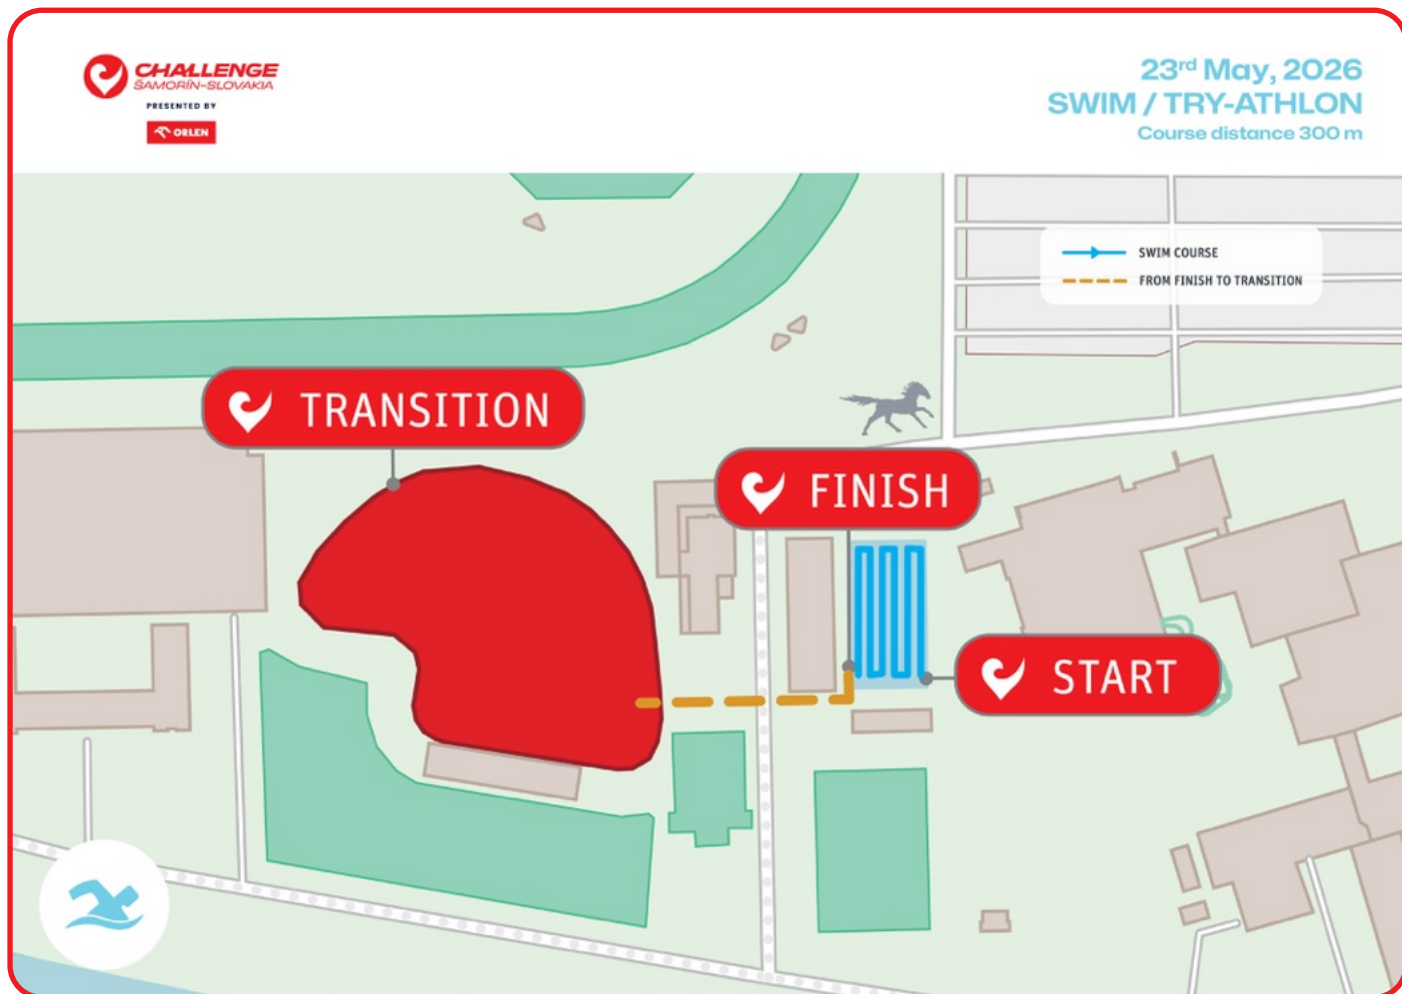 CHALLENGE
ŠAMORÍN-SLOVAKIA
PRESENTED BY
ORLEN
23rd May, 2026
SWIM / TRY-ATHLON
Course distance 300 m
SWIM COURSE
FROM FINISH TO TRANSITION
TRANSITION
FINISH
START